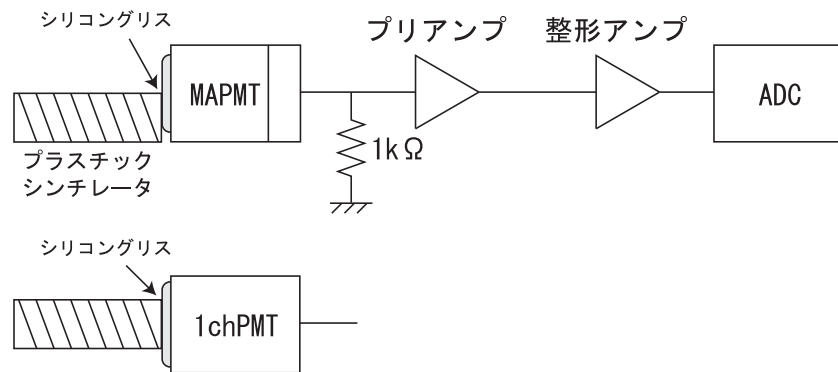 シリコングリス
プリアンプ
整形アンプ
MAPMT
ADC
1kΩ
プラスチック
シンチレータ
シリコングリス
1chPMT